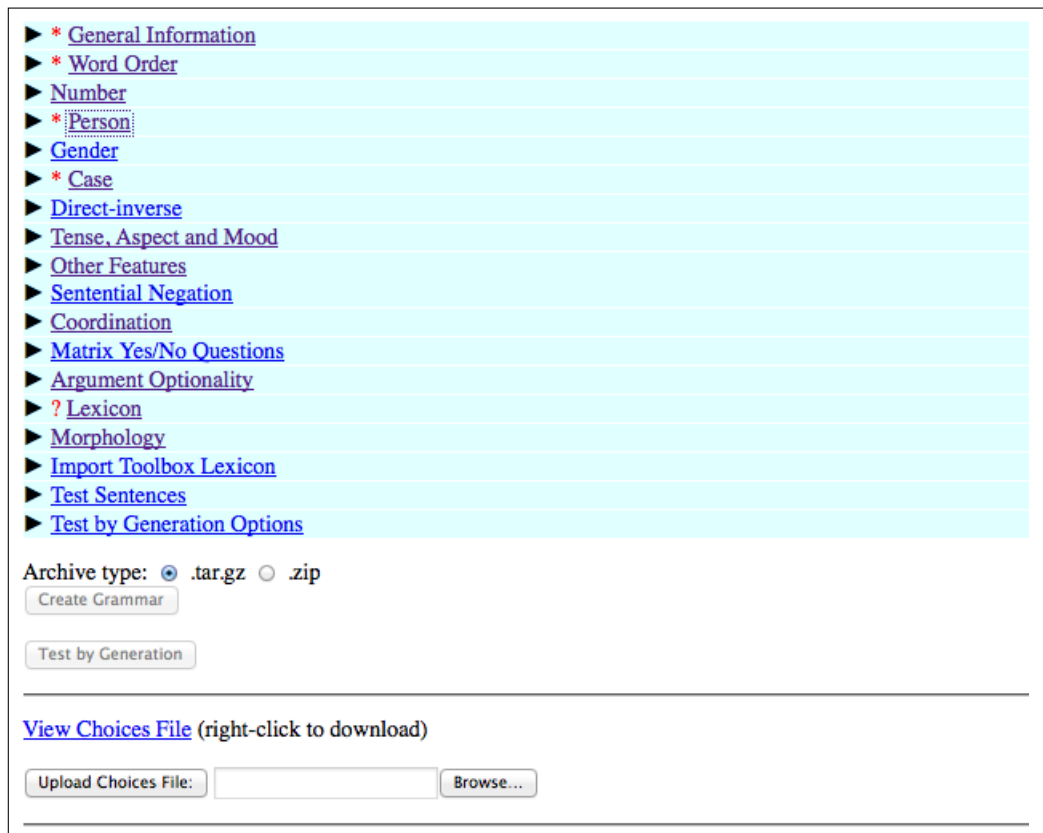 ▶ * General Information
▶ * Word Order
▶ Number
▶ * Person
▶ Gender
▶ * Case
▶ Direct-inverse
▶ Tense, Aspect and Mood
▶ Other Features
▶ Sentential Negation
▶ Coordination
▶ Matrix Yes/No Questions
▶ Argument Optionality
▶ ? Lexicon
▶ Morphology
▶ Import Toolbox Lexicon
▶ Test Sentences
▶ Test by Generation Options
Archive type: .tar.gz .zip
Create Grammar
Test by Generation
View Choices File (right-click to download)
Upload Choices File: Browse...